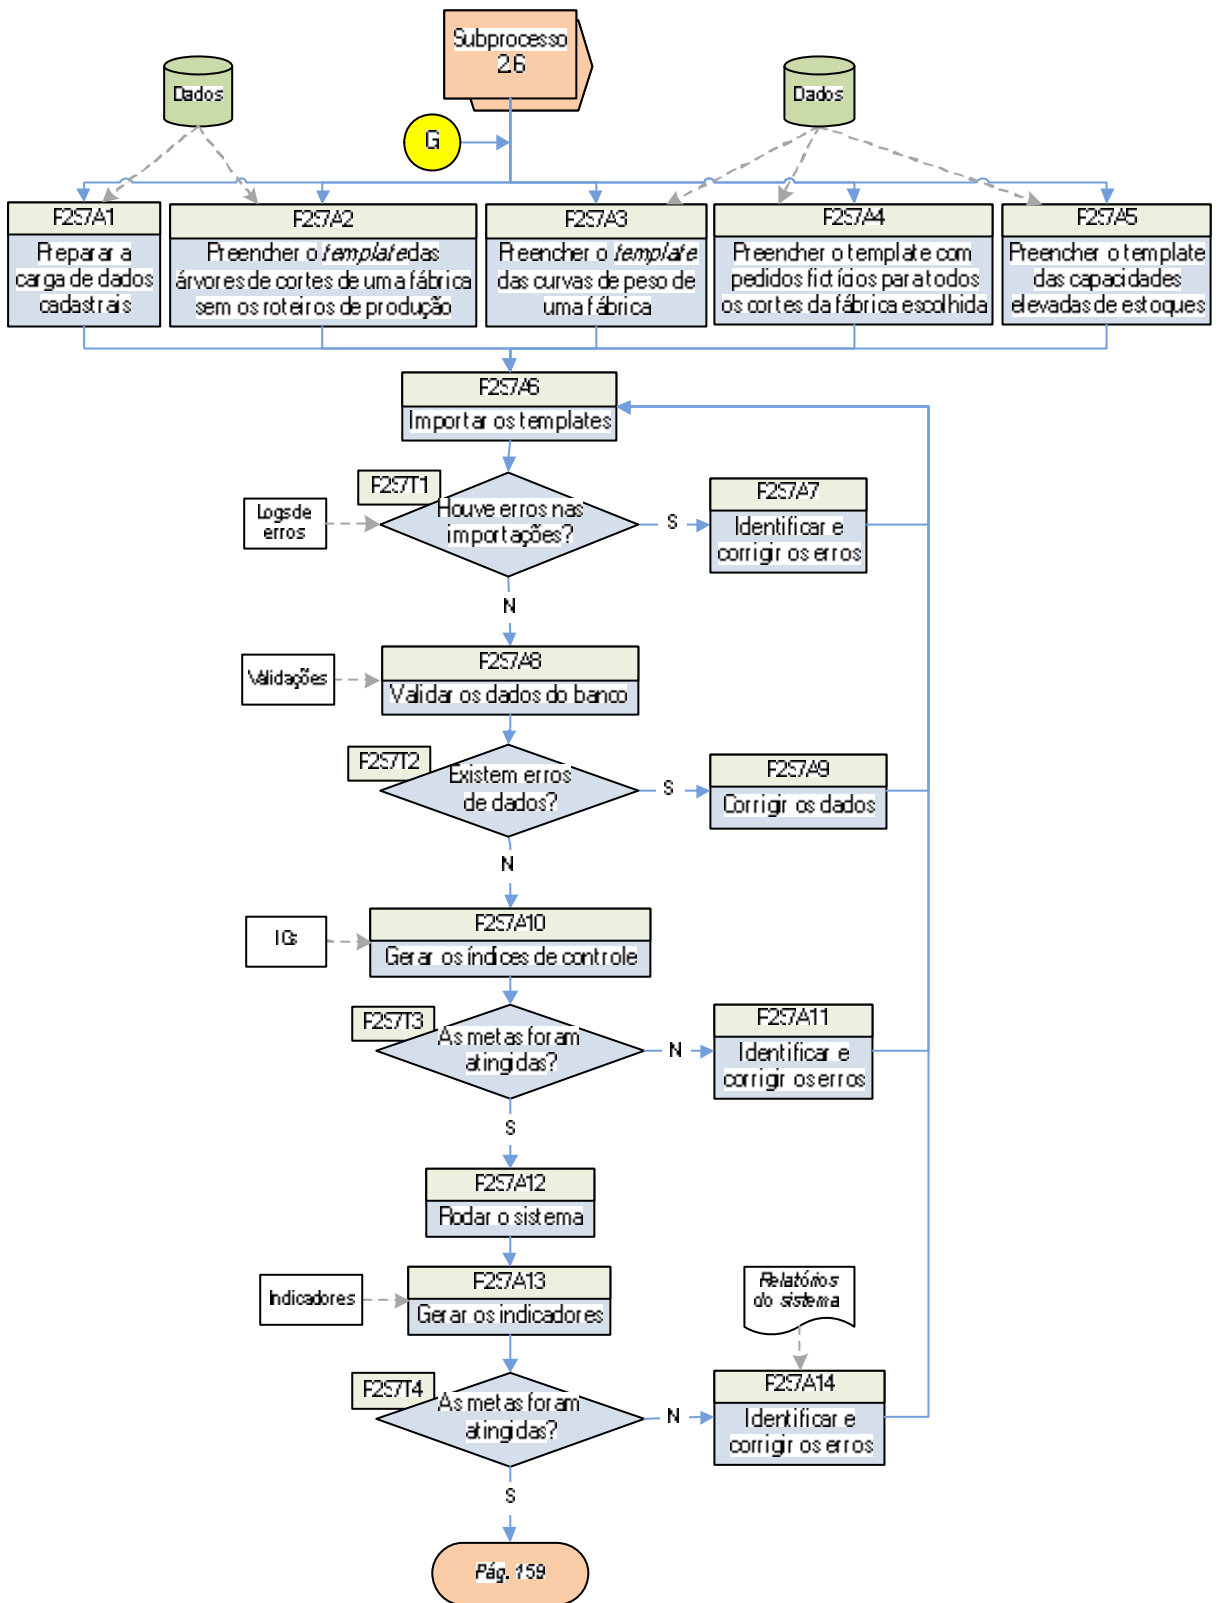 Subprocesso
2.6
Dados
Dados
G
F2S7A1
Preparar a
carga de dados
cadastrais
F2S7A2
Preencher o template das
árvores de cortes de uma fábrica
sem os roteiros de produção
F2S7A3
Preencher o template
das curvas de peso de
uma fábrica
F2S7A4
Preencher o template com
pedidos fictícios para todos
os cortes da fábrica escolhida
F2S7A5
Preencher o template
das capacidades
elevadas de estoques
F2S7A6
Importar os templates
F2S7T1
Houve erros nas
importações?
Logs de
erros
S
F2S7A7
Identificar e
corrigir os erros
N
F2S7A8
Validar os dados do banco
Validações
F2S7T2
Existem erros
de dados?
S
F2S7A9
Corrigir os dados
N
F2S7A10
Gerar os índices de controle
ICs
F2S7T3
As metas foram
atingidas?
N
F2S7A11
Identificar e
corrigir os erros
S
F2S7A12
Rodar o sistema
F2S7A13
Gerar os indicadores
Indicadores
Relatórios
do sistema
F2S7T4
As metas foram
atingidas?
N
F2S7A14
Identificar e
corrigir os erros
S
Pág. 159